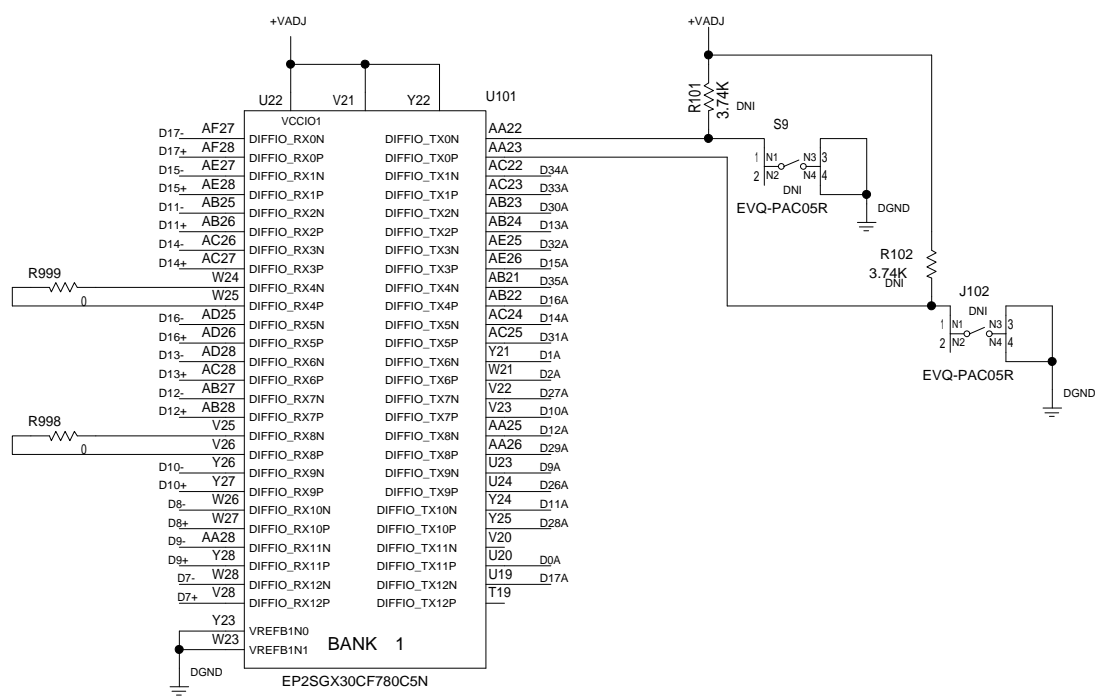 +VADJ
+VADJ
R101
3.74K
DNI
U22
V21
Y22
U101
S9
VCCIO1
D17- AF27 DIFFIO_RX0N DIFFIO_TX0N AA22
D17+ AF28 DIFFIO_RX0P DIFFIO_TX0P AA23
D15- AE27 DIFFIO_RX1N DIFFIO_TX1N AC22 D34A
D15+ AE28 DIFFIO_RX1P DIFFIO_TX1P AC23 D33A
D11- AB25 DIFFIO_RX2N DIFFIO_TX2N AB23 D30A
D11+ AB26 DIFFIO_RX2P DIFFIO_TX2P AB24 D13A
D14- AC26 DIFFIO_RX3N DIFFIO_TX3N AE25 D32A
D14+ AC27 DIFFIO_RX3P DIFFIO_TX3P AE26 D15A
W24 DIFFIO_RX4N DIFFIO_TX4N AB21 D35A
W25 DIFFIO_RX4P DIFFIO_TX4P AB22 D16A
D16- AD25 DIFFIO_RX5N DIFFIO_TX5N AC24 D14A
D16+ AD26 DIFFIO_RX5P DIFFIO_TX5P AC25 D31A
D13- AD28 DIFFIO_RX6N DIFFIO_TX6N Y21 D1A
D13+ AC28 DIFFIO_RX6P DIFFIO_TX6P W21 D2A
D12- AB27 DIFFIO_RX7N DIFFIO_TX7N V22 D27A
D12+ AB28 DIFFIO_RX7P DIFFIO_TX7P V23 D10A
V25 DIFFIO_RX8N DIFFIO_TX8N AA25 D12A
V26 DIFFIO_RX8P DIFFIO_TX8P AA26 D29A
D10- Y26 DIFFIO_RX9N DIFFIO_TX9N U23 D9A
D10+ Y27 DIFFIO_RX9P DIFFIO_TX9P U24 D26A
D8- W26 DIFFIO_RX10N DIFFIO_TX10N Y24 D11A
D8+ W27 DIFFIO_RX10P DIFFIO_TX10P Y25 D28A
D9- AA28 DIFFIO_RX11N DIFFIO_TX11N V20
D9+ Y28 DIFFIO_RX11P DIFFIO_TX11P U20 D0A
D7- W28 DIFFIO_RX12N DIFFIO_TX12N U19 D17A
D7+ V28 DIFFIO_RX12P DIFFIO_TX12P T19
Y23 VREFB1N0
W23 VREFB1N1
BANK 1
DGND
EP2SGX30CF780C5N
R999
0
R998
0
1 N1 N3 3
2 N2 N4 4
DNI
EVQ-PAC05R
DGND
R102
3.74K
DNI
J102
DNI
1 N1 N3 3
2 N2 N4 4
EVQ-PAC05R
DGND